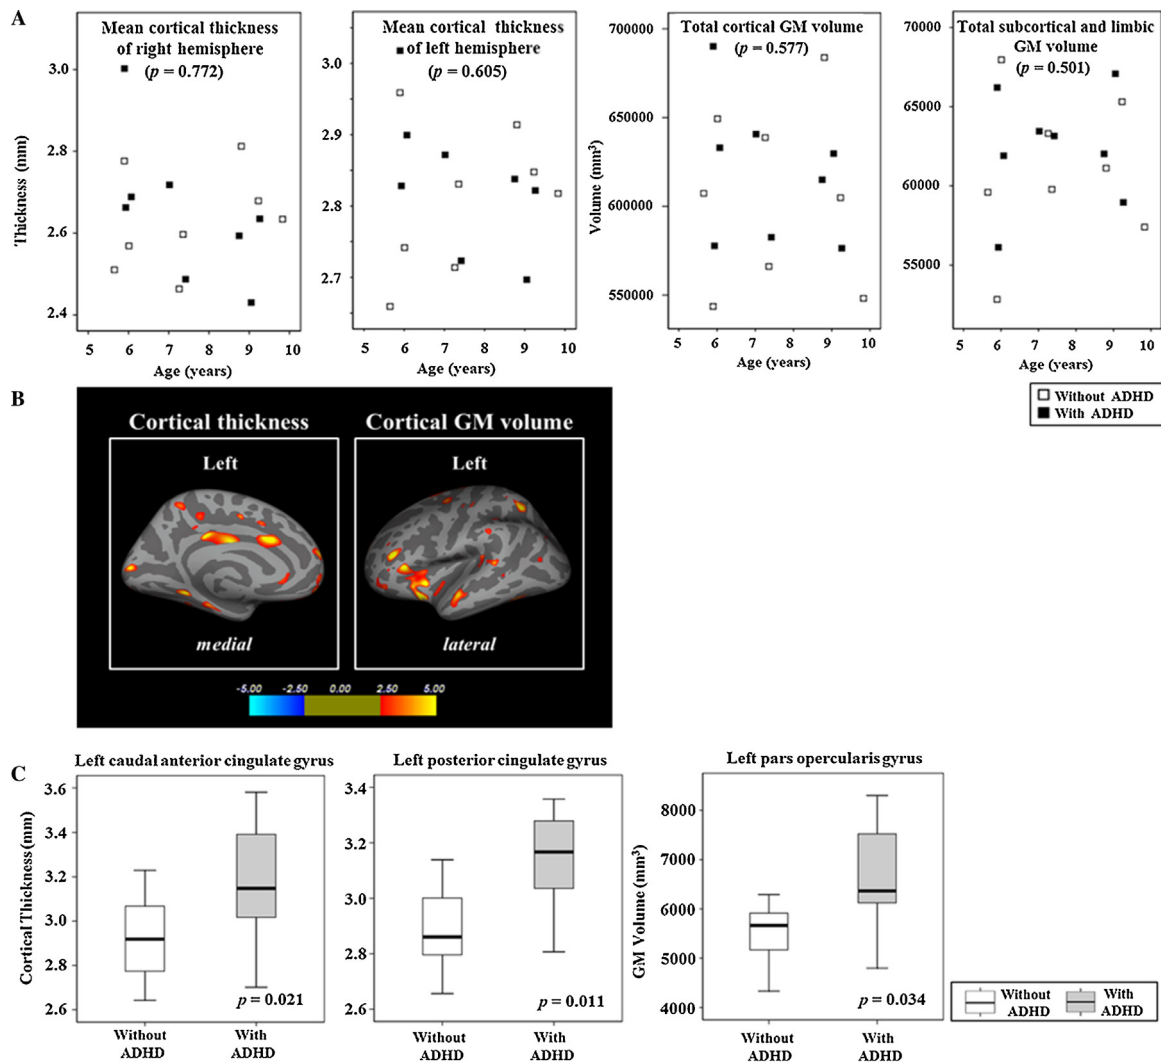 A
Mean cortical thickness
of right hemisphere
(p = 0.772)
Thickness (mm)
3.0
2.8
2.6
2.4
5 6 7 8 9 10
Age (years)
Mean cortical thickness
of left hemisphere
(p = 0.605)
3.0
2.9
2.8
2.7
5 6 7 8 9 10
Age (years)
Total cortical GM volume
(p = 0.577)
Volume (mm³)
700000
650000
600000
550000
5 6 7 8 9 10
Age (years)
Total subcortical and limbic
GM volume
(p = 0.501)
70000
65000
60000
55000
5 6 7 8 9 10
Age (years)
Without ADHD
With ADHD
B
Cortical thickness
Left
medial
Cortical GM volume
Left
lateral
-5.00 -2.50 0.00 2.50 5.00
C
Left caudal anterior cingulate gyrus
Cortical Thickness (mm)
3.6
3.4
3.2
3.0
2.8
2.6
p = 0.021
Without
ADHD
With
ADHD
Left posterior cingulate gyrus
3.4
3.2
3.0
2.8
2.6
p = 0.011
Without
ADHD
With
ADHD
Left pars opercularis gyrus
GM Volume (mm³)
8000
7000
6000
5000
4000
p = 0.034
Without
ADHD
With
ADHD
Without
ADHD
With
ADHD